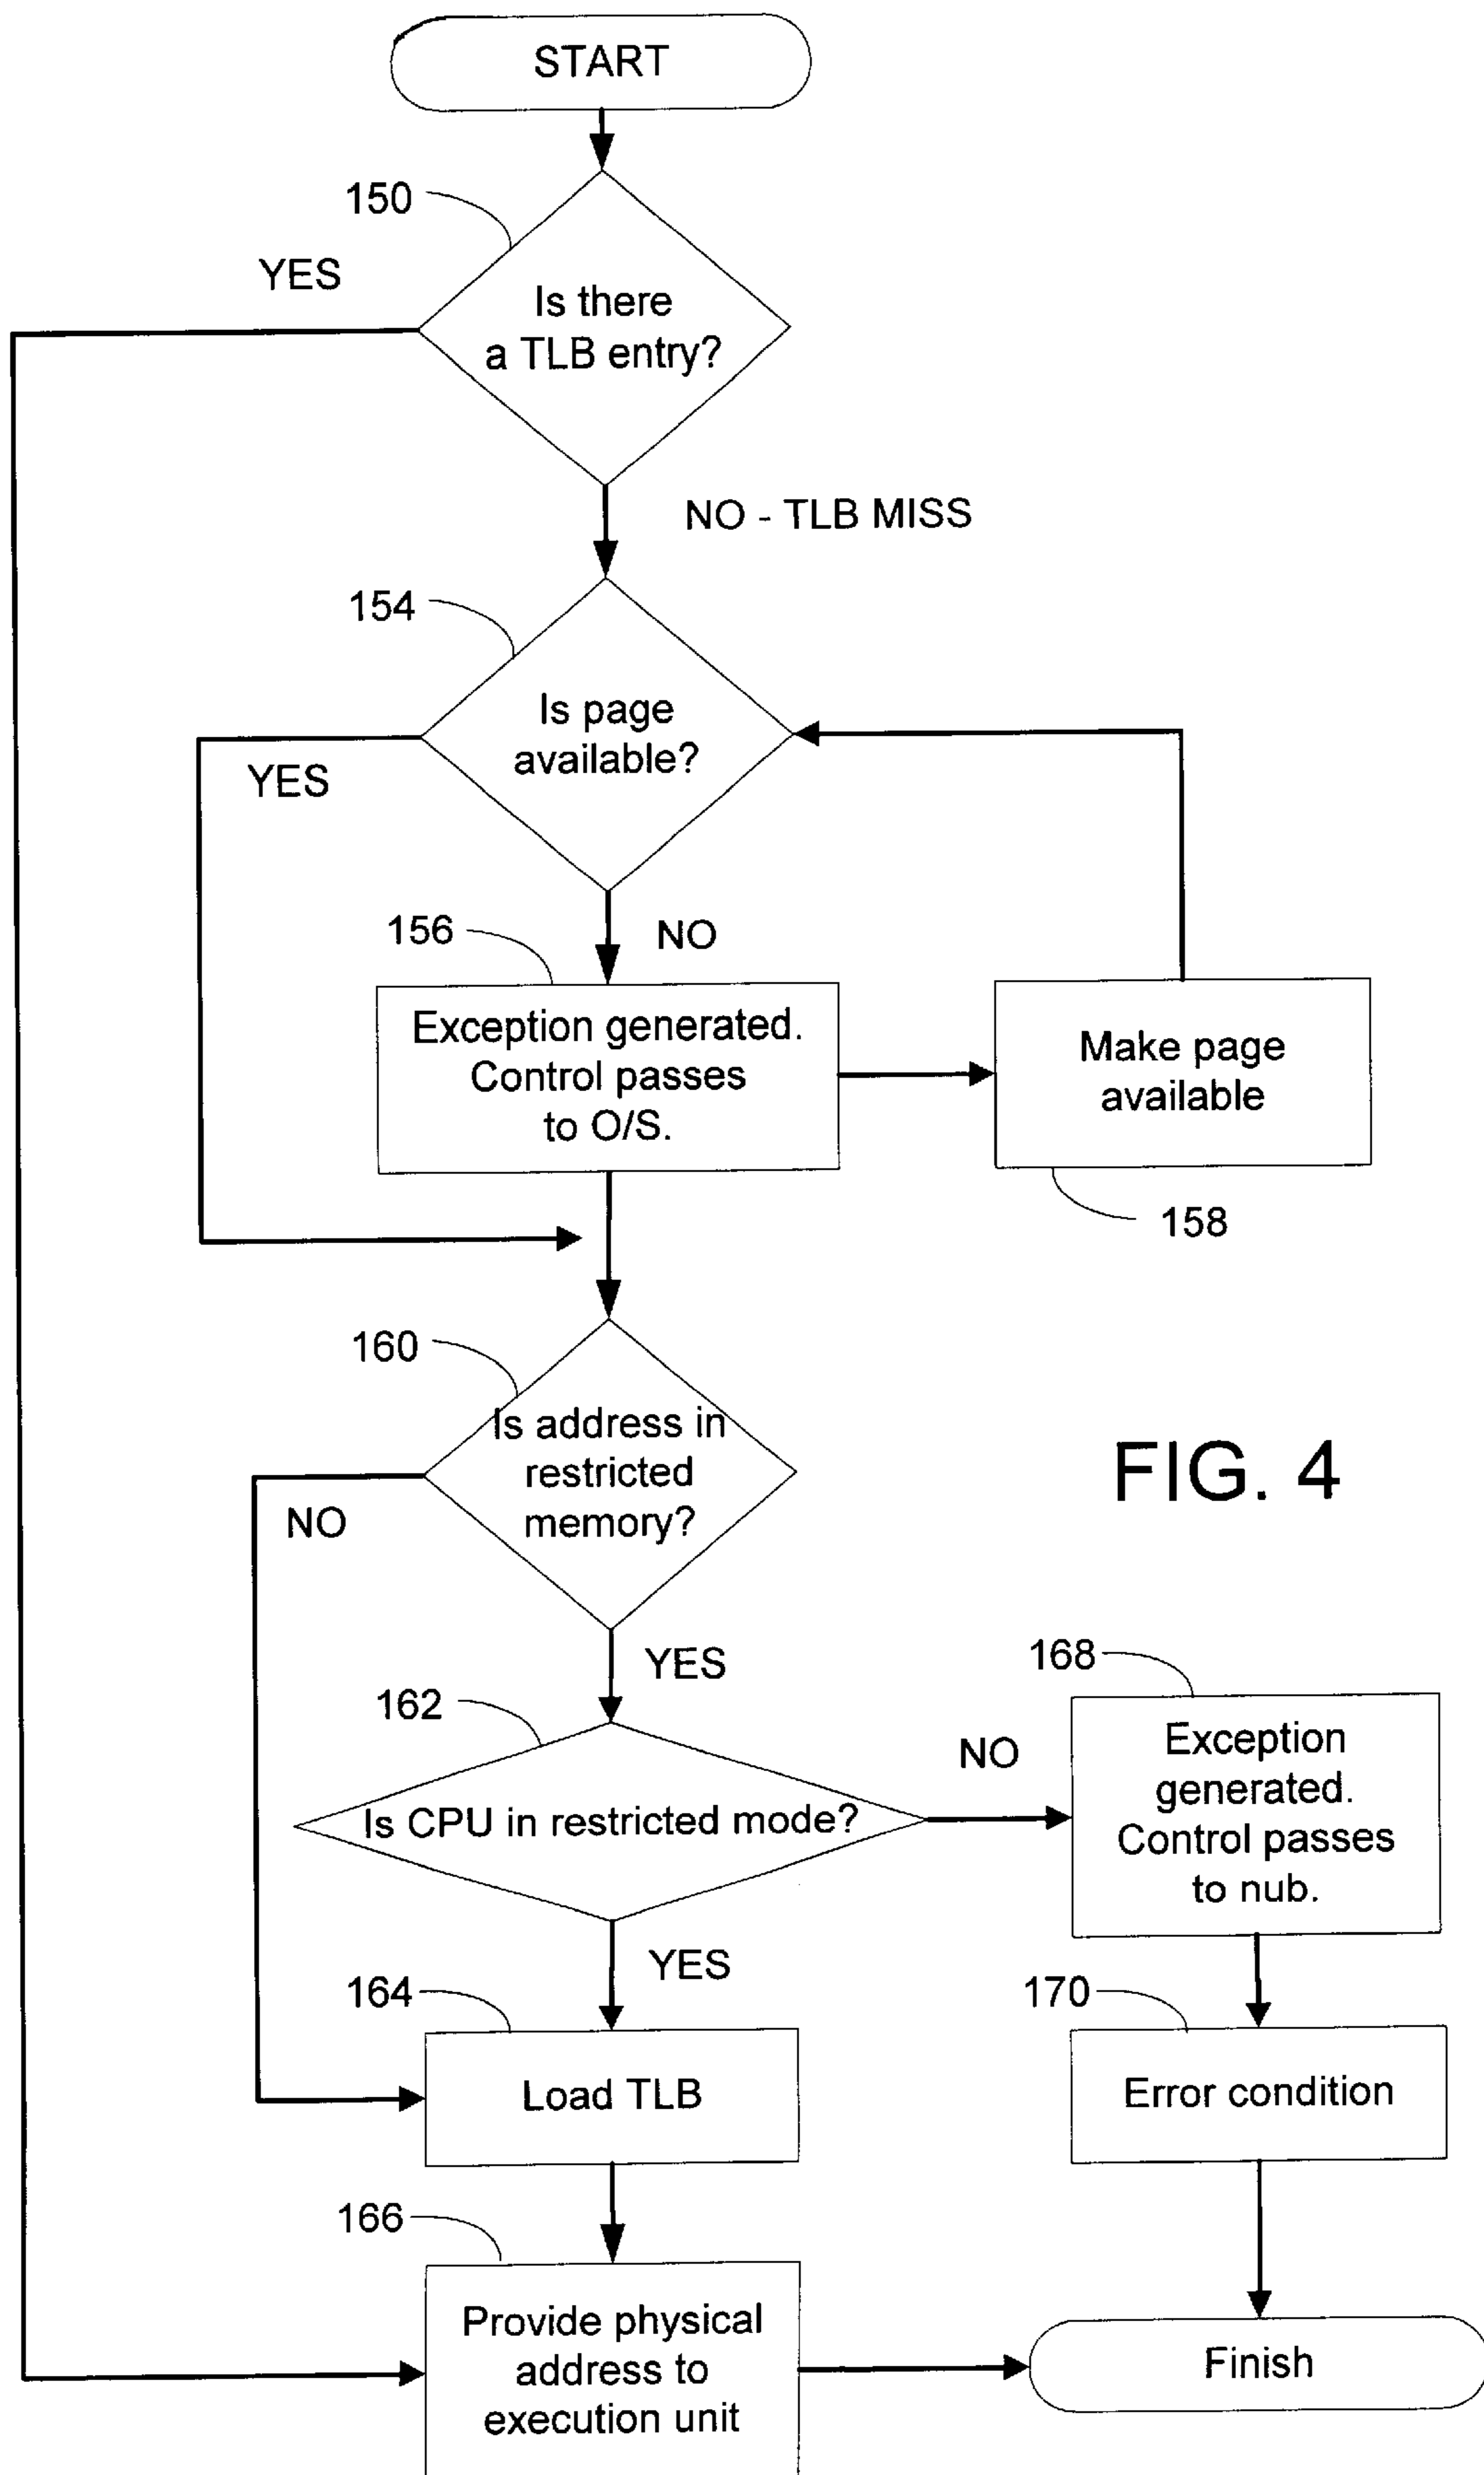 START
150
YES
Is there
a TLB entry?
NO - TLB MISS
154
Is page
available?
YES
156
NO
Exception generated.
Control passes
to O/S.
Make page
available
158
160
Is address in
restricted
memory?
FIG. 4
NO
YES
168
162
Exception
generated.
Control passes
to nub.
NO
Is CPU in restricted mode?
YES
164
170
Load TLB
Error condition
166
Provide physical
address to
execution unit
Finish